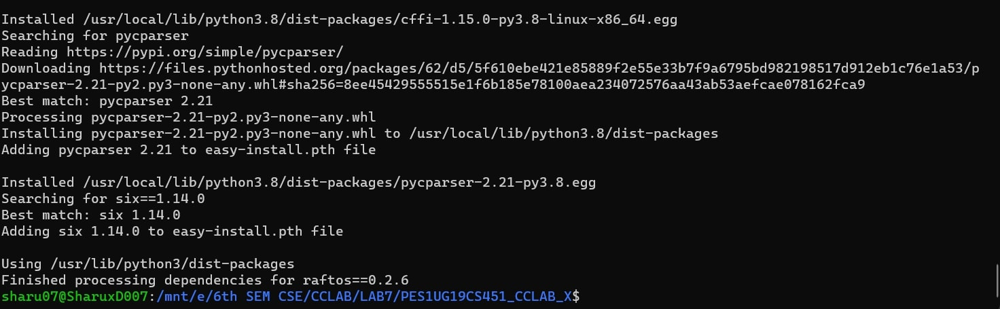 Installed /usr/local/lib/python3.8/dist-packages/cffi-1.15.0-py3.8-linux-x86_64.egg
Searching for pycparser
Reading https://pypi.org/simple/pycparser/
Downloading https://files.pythonhosted.org/packages/62/d5/5f610ebe421e85889f2e55e33b7f9a6795bd982198517d912eb1c76e1a53/p
ycparser-2.21-py2.py3-none-any.whl#sha256=8ee45429555515e1f6b185e78100aea234072576aa43ab53aefcae078162fca9
Best match: pycparser 2.21
Processing pycparser-2.21-py2.py3-none-any.whl
Installing pycparser-2.21-py2.py3-none-any.whl to /usr/local/lib/python3.8/dist-packages
Adding pycparser 2.21 to easy-install.pth file
Installed /usr/local/lib/python3.8/dist-packages/pycparser-2.21-py3.8.egg
Searching for six==1.14.0
Best match: six 1.14.0
Adding six 1.14.0 to easy-install.pth file
Using /usr/lib/python3/dist-packages
Finished processing dependencies for raftos==0.2.6
sharu07@SharuxD007:/mnt/e/6th SEM CSE/CCLAB/LAB7/PES1UG19CS451_CCLAB_X$